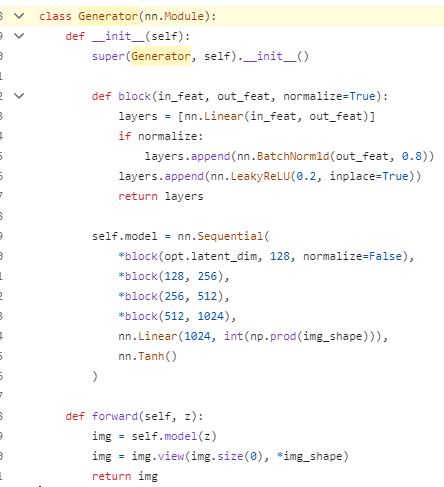 class Generator(nn.Module):
    def __init__(self):
        super(Generator, self).__init__()

        def block(in_feat, out_feat, normalize=True):
            layers = [nn.Linear(in_feat, out_feat)]
            if normalize:
                layers.append(nn.BatchNorm1d(out_feat, 0.8))
            layers.append(nn.LeakyReLU(0.2, inplace=True))
            return layers

        self.model = nn.Sequential(
            *block(opt.latent_dim, 128, normalize=False),
            *block(128, 256),
            *block(256, 512),
            *block(512, 1024),
            nn.Linear(1024, int(np.prod(img_shape))),
            nn.Tanh()
        )

    def forward(self, z):
        img = self.model(z)
        img = img.view(img.size(0), *img_shape)
        return img